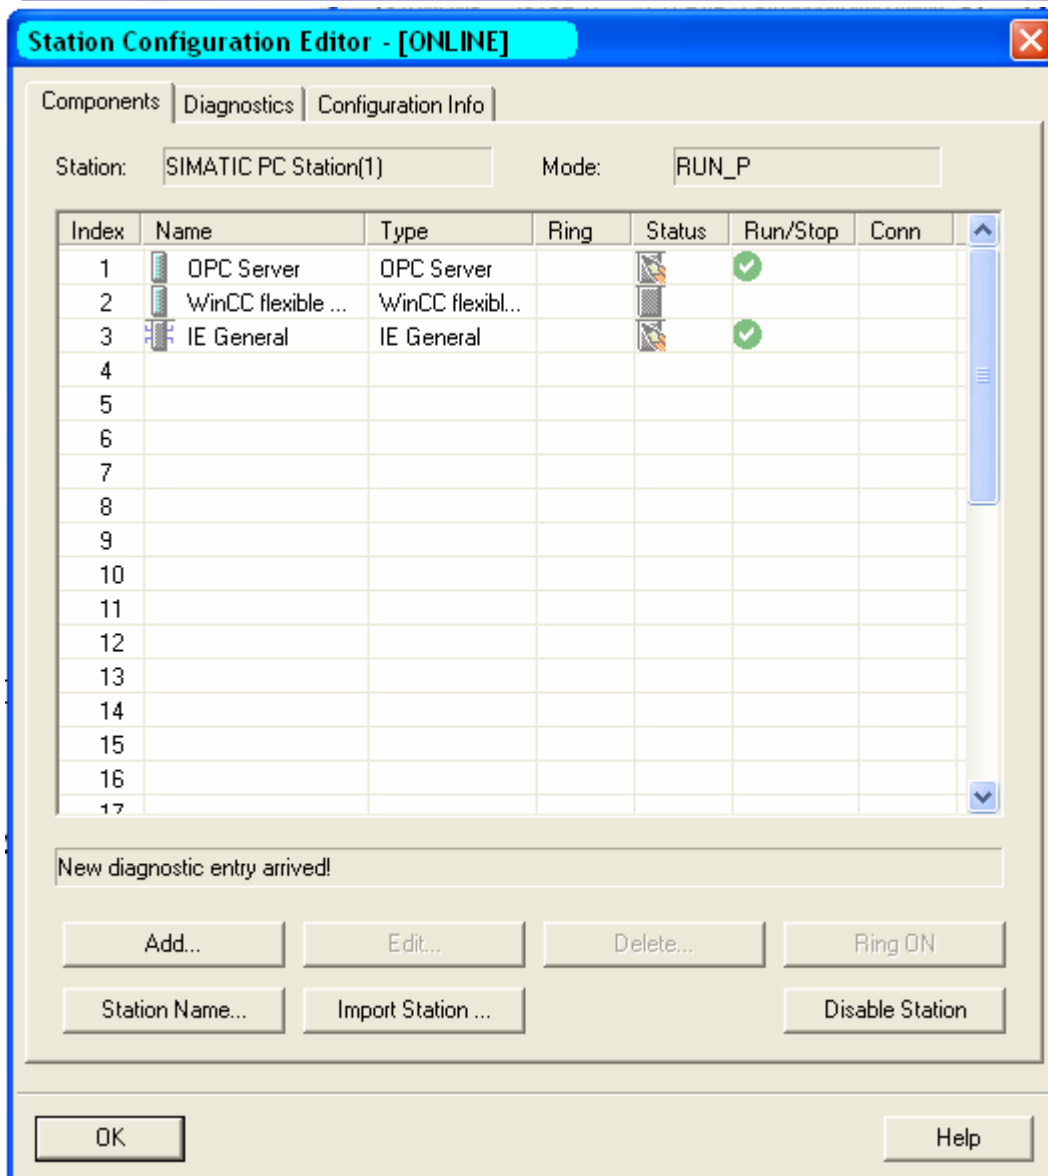 Station Configuration Editor - [ONLINE]
Components Diagnostics Configuration Info
Station: SIMATIC PC Station(1) Mode: RUN_P
Index Name Type Ring Status Run/Stop Conn
1 OPC Server OPC Server
2 WinCC flexible ... WinCC flexibl...
3 IE General IE General
4
5
6
7
8
9
10
11
12
13
14
15
16
17
New diagnostic entry arrived!
Add... Edit... Delete... Ring ON
Station Name... Import Station ... Disable Station
OK Help